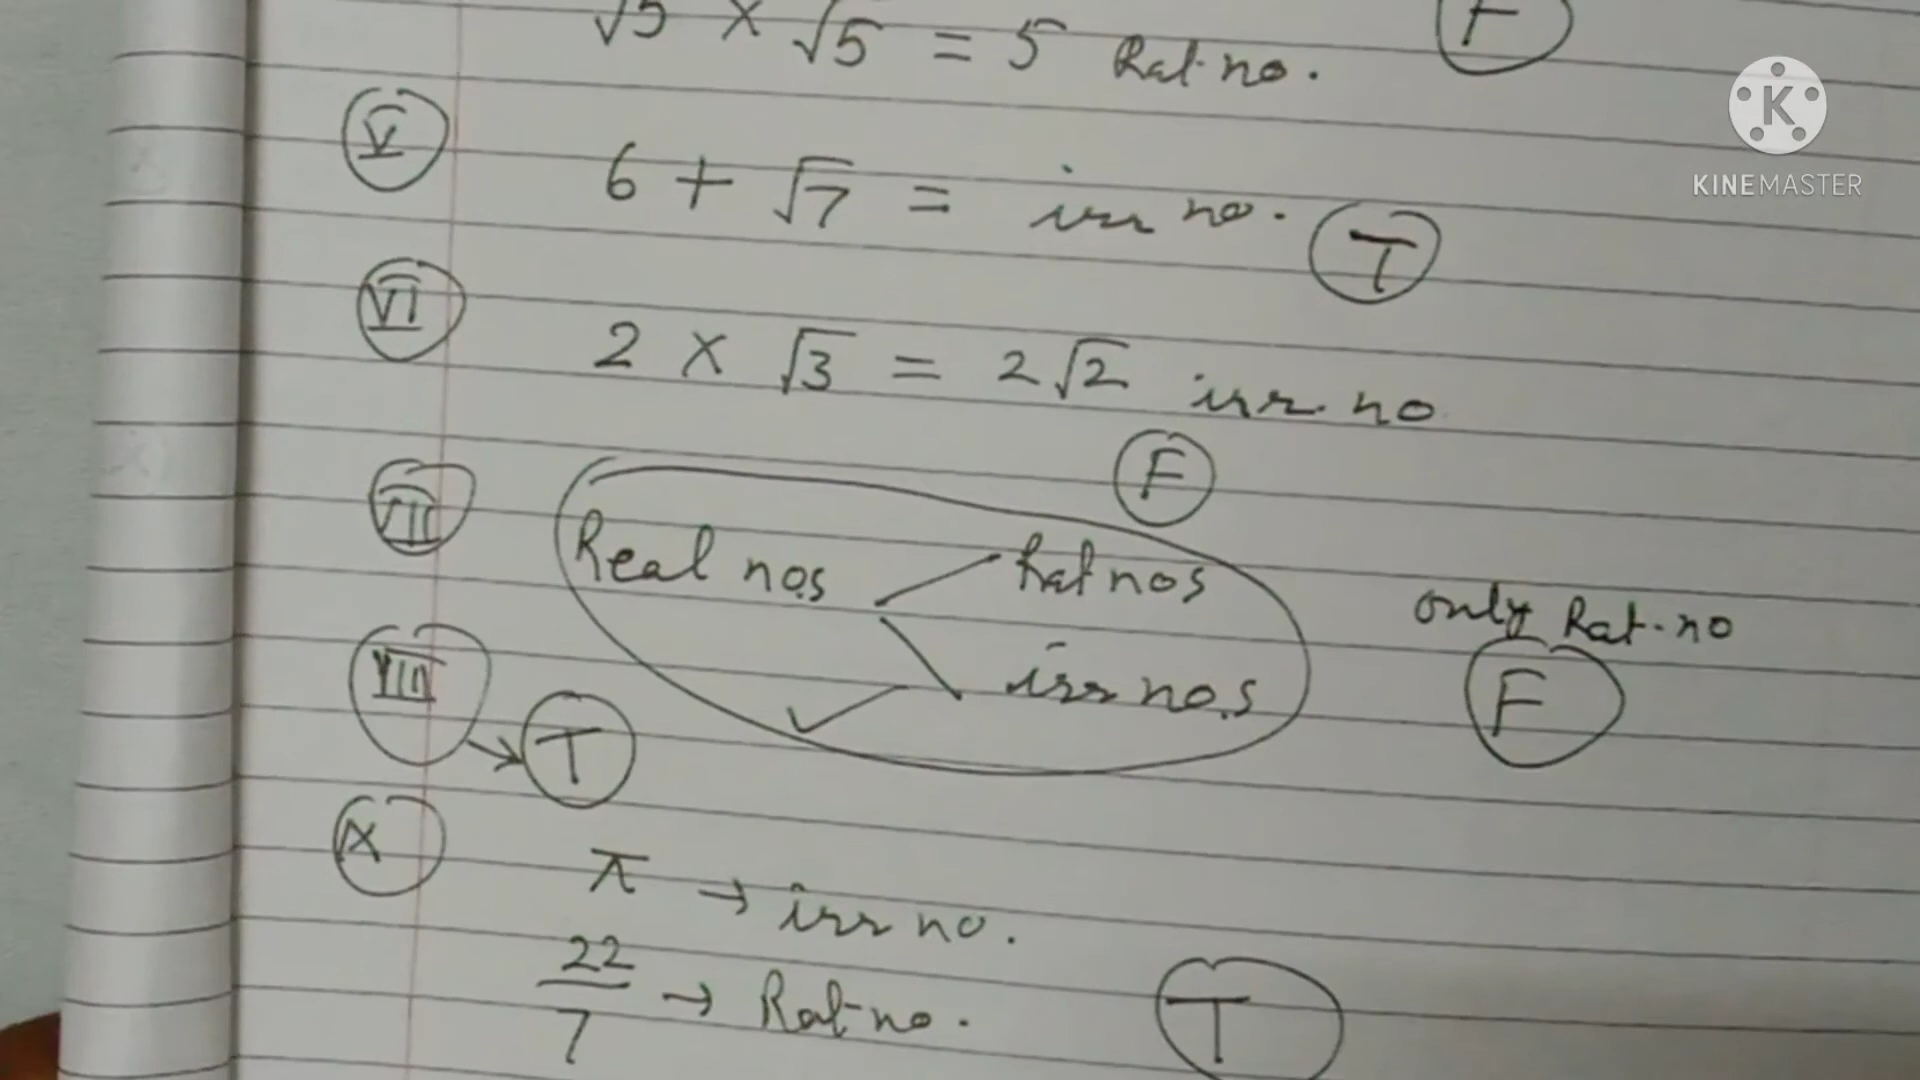 √5 × √5 = 5 Rat. no. F
V 6 + √7 = irr no. T
VI 2 × √3 = 2√2 irr. no
F
VII Real nos Rat nos
only Rat. no
irr nos F
VIII → T
IX π → irr no.
22/7 → Rat-no. T
K
KINEMASTER